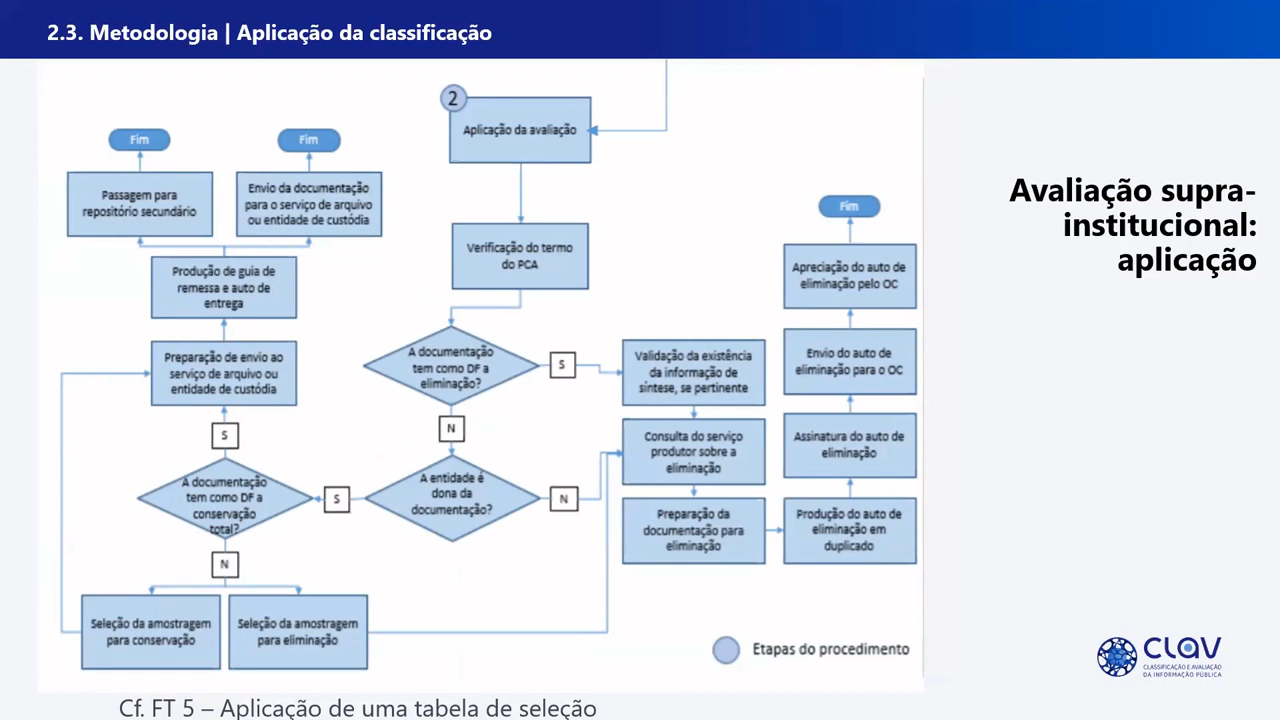 2.3. Metodologia | Aplicação da classificação
2
Aplicação da avaliação
Fim
Fim
Passagem para
repositório secundário
Envio da documentação
para o serviço de arquivo
ou entidade de custódia
Verificação do termo
do PCA
Fim
Avaliação supra-
institucional:
aplicação
Produção de guia de
remessa e auto de
entrega
Apreciação do auto de
eliminação pelo OC
Preparação de envio ao
serviço de arquivo ou
entidade de custódia
A documentação
tem como DF a
eliminação?
S
Validação da existência
da informação de
síntese, se pertinente
Envio do auto de
eliminação para o OC
S
N
Consulta do serviço
produtor sobre a
eliminação
Assinatura do auto de
eliminação
A documentação
tem como DF a
conservação
total?
S
A entidade é
dona da
documentação?
N
Preparação da
documentação para
eliminação
Produção do auto de
eliminação em
duplicado
N
Seleção da amostragem
para conservação
Seleção da amostragem
para eliminação
Etapas do procedimento
CLAV
CLASSIFICAÇÃO E AVALIAÇÃO
DA INFORMAÇÃO PÚBLICA
Cf. FT 5 – Aplicação de uma tabela de seleção